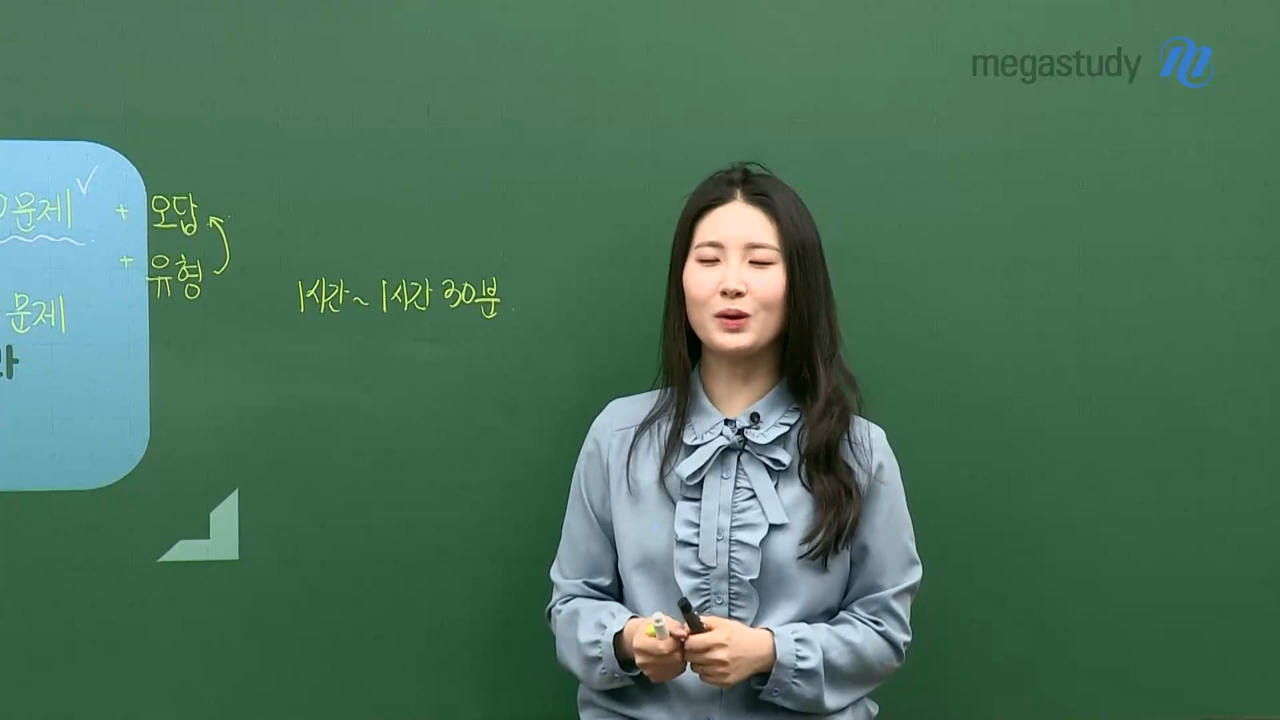 megastudy
문제 + 오답
+ 유형
1시간 ~ 1시간 30분
문제